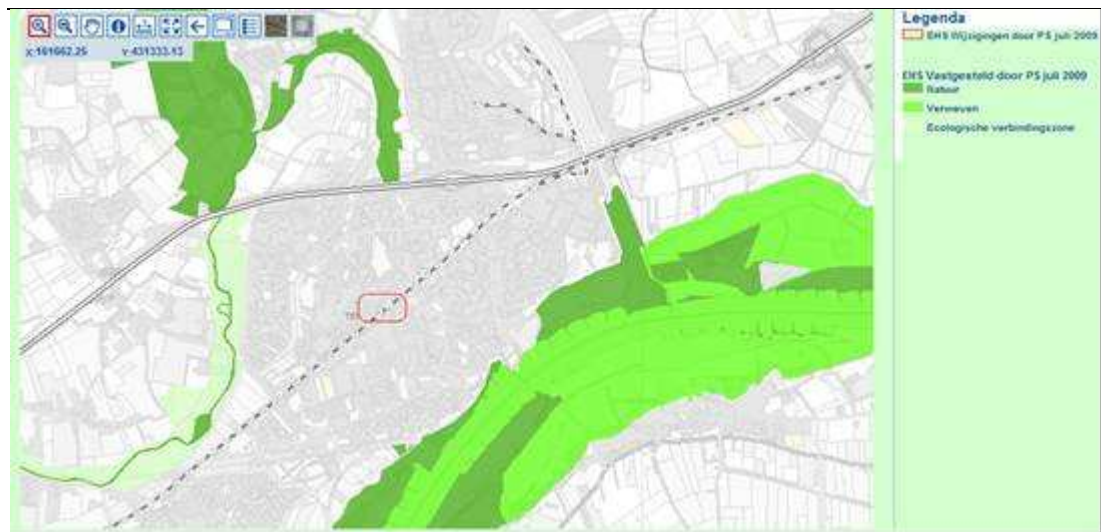 x:161662.25 y:431333.13
Legenda
EHS Wijzigingen door PS juli 2009
EHS Vastgesteld door PS juli 2009
Natuur
Verweven
Ecologische verbindingszone